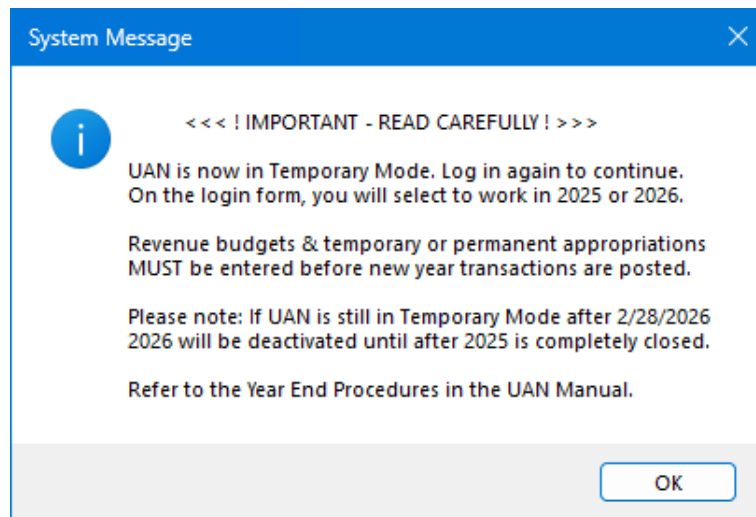 System Message
<<< ! IMPORTANT - READ CAREFULLY ! >>>
UAN is now in Temporary Mode. Log in again to continue.
On the login form, you will select to work in 2025 or 2026.
Revenue budgets & temporary or permanent appropriations
MUST be entered before new year transactions are posted.
Please note: If UAN is still in Temporary Mode after 2/28/2026
2026 will be deactivated until after 2025 is completely closed.
Refer to the Year End Procedures in the UAN Manual.
OK